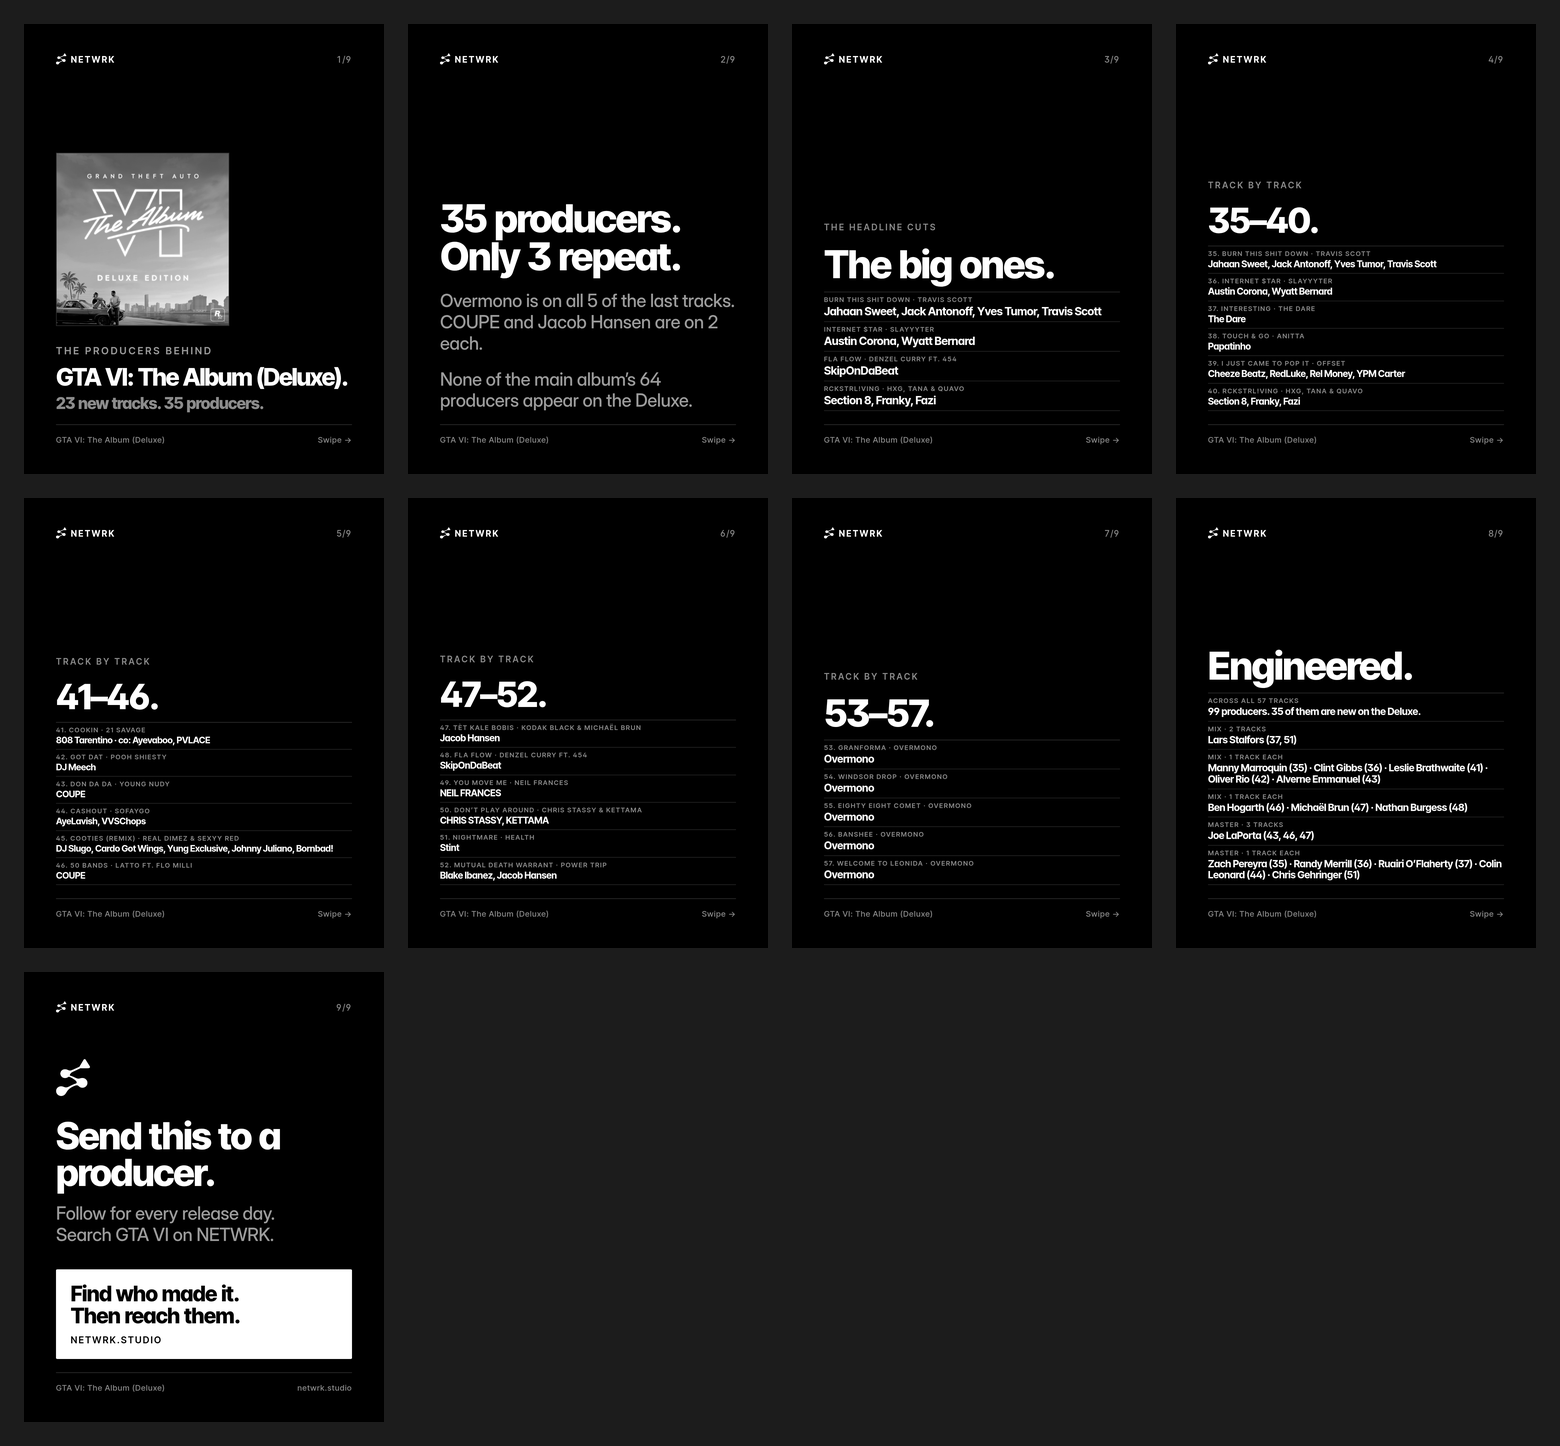 NETWRK
1/9
GRAND THEFT AUTO
VI
The Album
DELUXE EDITION
R
THE PRODUCERS BEHIND
GTA VI: The Album (Deluxe).
23 new tracks. 35 producers.
GTA VI: The Album (Deluxe)
Swipe →
NETWRK
2/9
35 producers.
Only 3 repeat.
Overmono is on all 5 of the last tracks.
COUPE and Jacob Hansen are on 2
each.
None of the main album's 64
producers appear on the Deluxe.
GTA VI: The Album (Deluxe)
Swipe →
NETWRK
3/9
THE HEADLINE CUTS
The big ones.
BURN THIS SHIT DOWN · TRAVIS SCOTT
Jahaan Sweet, Jack Antonoff, Yves Tumor, Travis Scott
INTERNET $TAR · SLAYYYTER
Austin Corona, Wyatt Bernard
FLA FLOW · DENZEL CURRY FT. 454
SkipOnDaBeat
RCKSTRL!VING · HXG, TANA & QUAVO
Section 8, Franky, Fazi
GTA VI: The Album (Deluxe)
Swipe →
NETWRK
4/9
TRACK BY TRACK
35–40.
35. BURN THIS SHIT DOWN · TRAVIS SCOTT
Jahaan Sweet, Jack Antonoff, Yves Tumor, Travis Scott
36. INTERNET $TAR · SLAYYYTER
Austin Corona, Wyatt Bernard
37. INTERESTING · THE DARE
The Dare
38. TOUCH & GO · ANITTA
Papatinho
39. I JUST CAME TO POP IT · OFFSET
Cheeze Beatz, RedLuke, Rel Money, YPM Carter
40. RCKSTRL!VING · HXG, TANA & QUAVO
Section 8, Franky, Fazi
GTA VI: The Album (Deluxe)
Swipe →
NETWRK
5/9
TRACK BY TRACK
41–46.
41. COOKIN · 21 SAVAGE
808 Tarentino · co: Ayevaboo, PVLACE
42. GOT DAT · POOH SHIESTY
DJ Meech
43. DON DA DA · YOUNG NUDY
COUPE
44. CASHOUT · SOFAYGO
AyeLavish, VVSChops
45. COOTIES (REMIX) · REAL DIMEZ & SEXYY RED
DJ Slugo, Cardo Got Wings, Yung Exclusive, Johnny Juliano, Bombad!
46. 50 BANDS · LATTO FT. FLO MILLI
COUPE
GTA VI: The Album (Deluxe)
Swipe →
NETWRK
6/9
TRACK BY TRACK
47–52.
47. TÈT KALE BOBIS · KODAK BLACK & MICHAËL BRUN
Jacob Hansen
48. FLA FLOW · DENZEL CURRY FT. 454
SkipOnDaBeat
49. YOU MOVE ME · NEIL FRANCES
NEIL FRANCES
50. DON'T PLAY AROUND · CHRIS STASSY & KETTAMA
CHRIS STASSY, KETTAMA
51. NIGHTMARE · HEALTH
Stint
52. MUTUAL DEATH WARRANT · POWER TRIP
Blake Ibanez, Jacob Hansen
GTA VI: The Album (Deluxe)
Swipe →
NETWRK
7/9
TRACK BY TRACK
53–57.
53. GRANFORMA · OVERMONO
Overmono
54. WINDSOR DROP · OVERMONO
Overmono
55. EIGHTY EIGHT COMET · OVERMONO
Overmono
56. BANSHEE · OVERMONO
Overmono
57. WELCOME TO LEONIDA · OVERMONO
Overmono
GTA VI: The Album (Deluxe)
Swipe →
NETWRK
8/9
Engineered.
ACROSS ALL 57 TRACKS
99 producers. 35 of them are new on the Deluxe.
MIX · 2 TRACKS
Lars Stalfors (37, 51)
MIX · 1 TRACK EACH
Manny Marroquin (35) · Clint Gibbs (36) · Leslie Brathwaite (41) ·
Oliver Rio (42) · Alverne Emmanuel (43)
MIX · 1 TRACK EACH
Ben Hogarth (46) · Michaël Brun (47) · Nathan Burgess (48)
MASTER · 3 TRACKS
Joe LaPorta (43, 46, 47)
MASTER · 1 TRACK EACH
Zach Pereyra (35) · Randy Merrill (36) · Ruairi O'Flaherty (37) · Colin
Leonard (44) · Chris Gehringer (51)
GTA VI: The Album (Deluxe)
Swipe →
NETWRK
9/9
Send this to a
producer.
Follow for every release day.
Search GTA VI on NETWRK.
Find who made it.
Then reach them.
NETWRK.STUDIO
GTA VI: The Album (Deluxe)
netwrk.studio